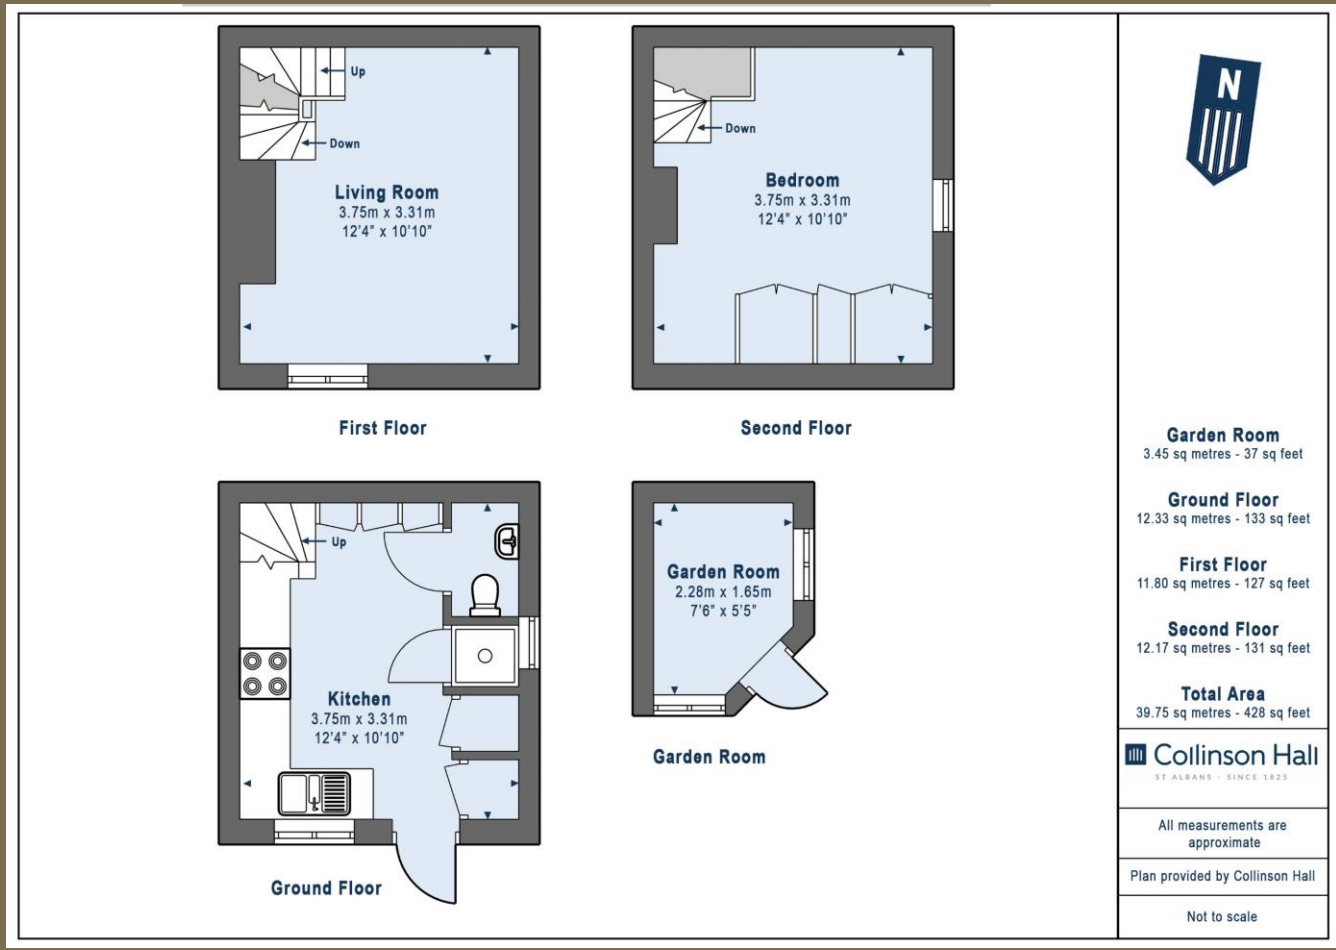 Up
Down
Living Room
3.75m x 3.31m
12'4" x 10'10"
First Floor
Down
Bedroom
3.75m x 3.31m
12'4" x 10'10"
Second Floor
Up
Kitchen
3.75m x 3.31m
12'4" x 10'10"
Ground Floor
Garden Room
2.28m x 1.65m
7'6" x 5'5"
Garden Room
N
Garden Room
3.45 sq metres - 37 sq feet
Ground Floor
12.33 sq metres - 133 sq feet
First Floor
11.80 sq metres - 127 sq feet
Second Floor
12.17 sq metres - 131 sq feet
Total Area
39.75 sq metres - 428 sq feet
Collinson Hall
ST ALBANS - SINCE 1825
All measurements are
approximate
Plan provided by Collinson Hall
Not to scale